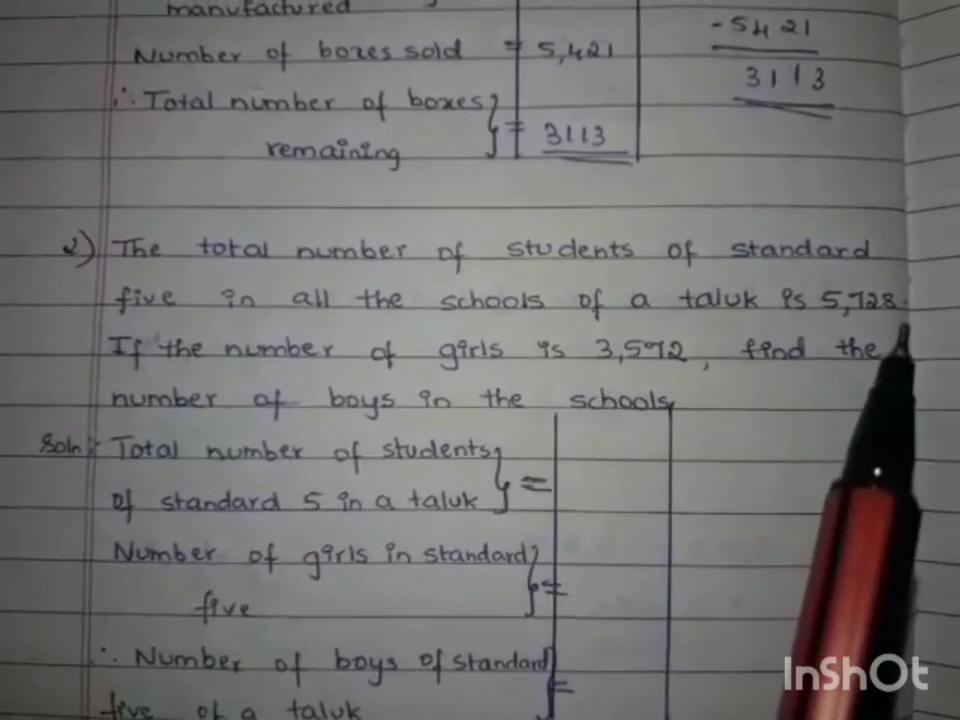 manufactured
Number of boxes sold = 5,421
- 5421
3113
∴ Total number of boxes
remaining } = 3113
2) The total number of students of standard
five in all the schools of a taluk is 5,728.
If the number of girls is 3,572, find the
number of boys in the schools
Soln:- Total number of students
of standard 5 in a taluk } =
Number of girls in standard
five } =
∴ Number of boys of standard
five of a taluk } =
InShOt